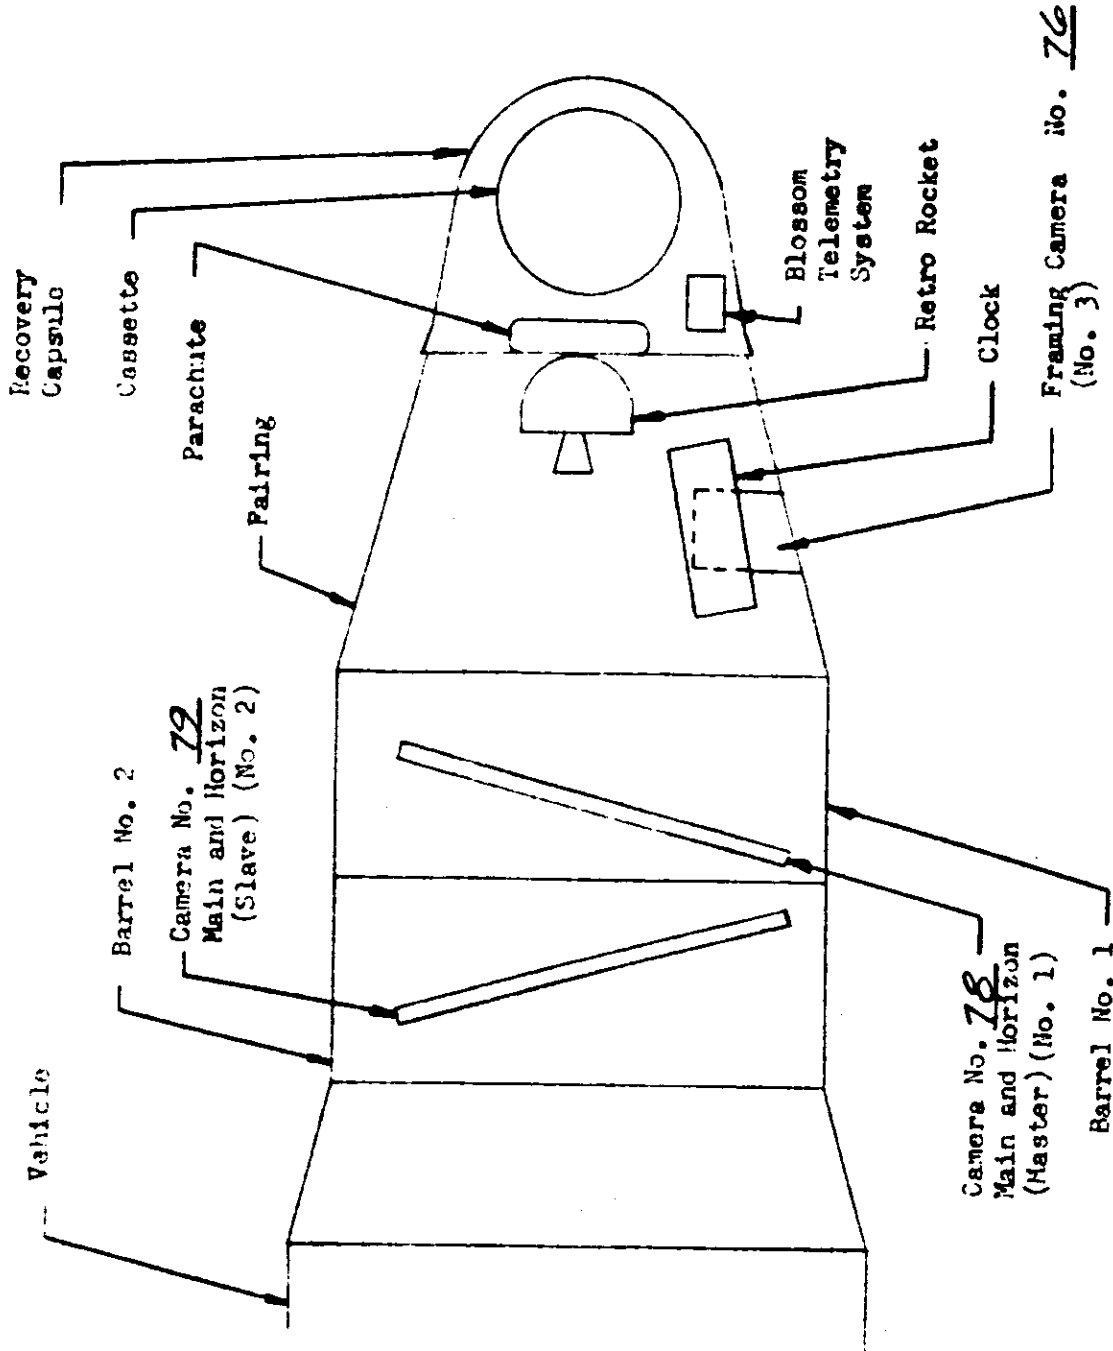 Vehicle
Barrel No. 2
Camera No. 79
Main and Horizon
(Slave) (No. 2)
Fairing
Parachute
Cassette
Recovery
Capsule
Camera No. 78
Main and Horizon
(Master)(No. 1)
Barrel No. 1
Framing Camera No. 76
(No. 3)
Clock
Retro Rocket
Blossom
Telemetry
System